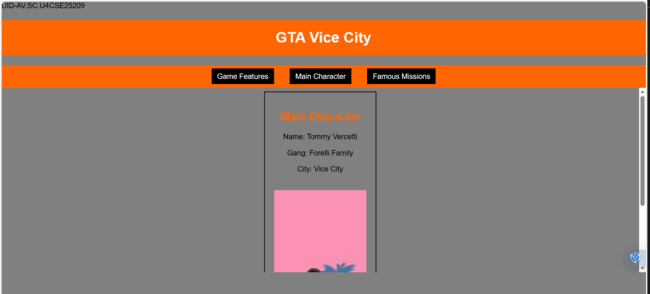 UID-AV.SC.U4CSE25209
GTA Vice City
Game Features Main Character Famous Missions
Main Character
Name: Tommy Vercetti
Gang: Forelli Family
City: Vice City